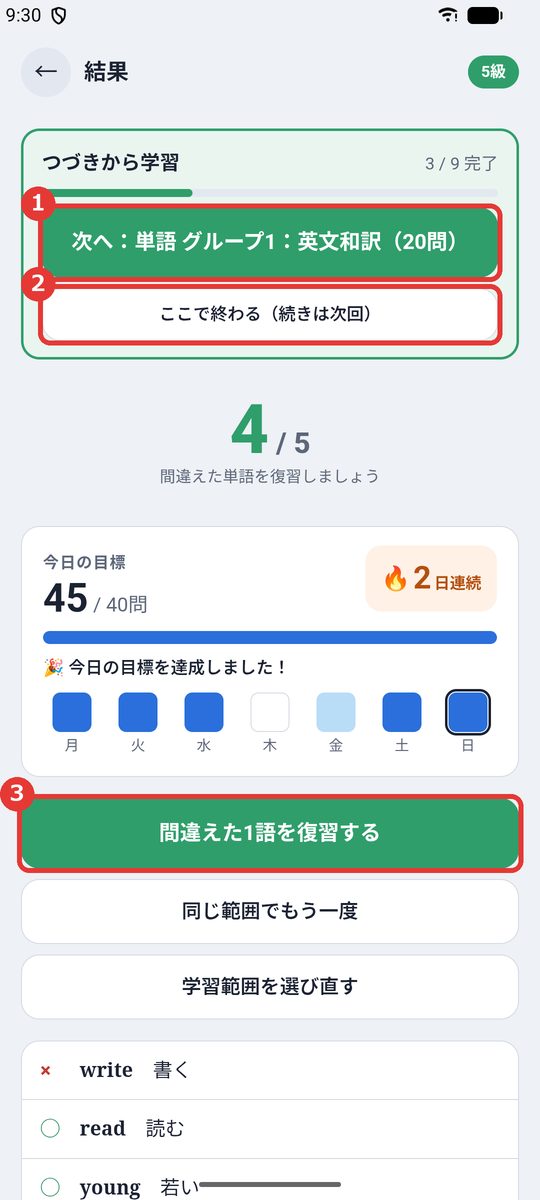 9:30
← 結果
5級
つづきから学習
3 / 9 完了
1
次へ：単語 グループ1：英文和訳（20問）
2
ここで終わる（続きは次回）
4 / 5
間違えた単語を復習しましょう
今日の目標
45 / 40問
🔥 2 日連続
🎉 今日の目標を達成しました！
月 火 水 木 金 土 日
3
間違えた1語を復習する
同じ範囲でもう一度
学習範囲を選び直す
× write 書く
○ read 読む
○ young 若い